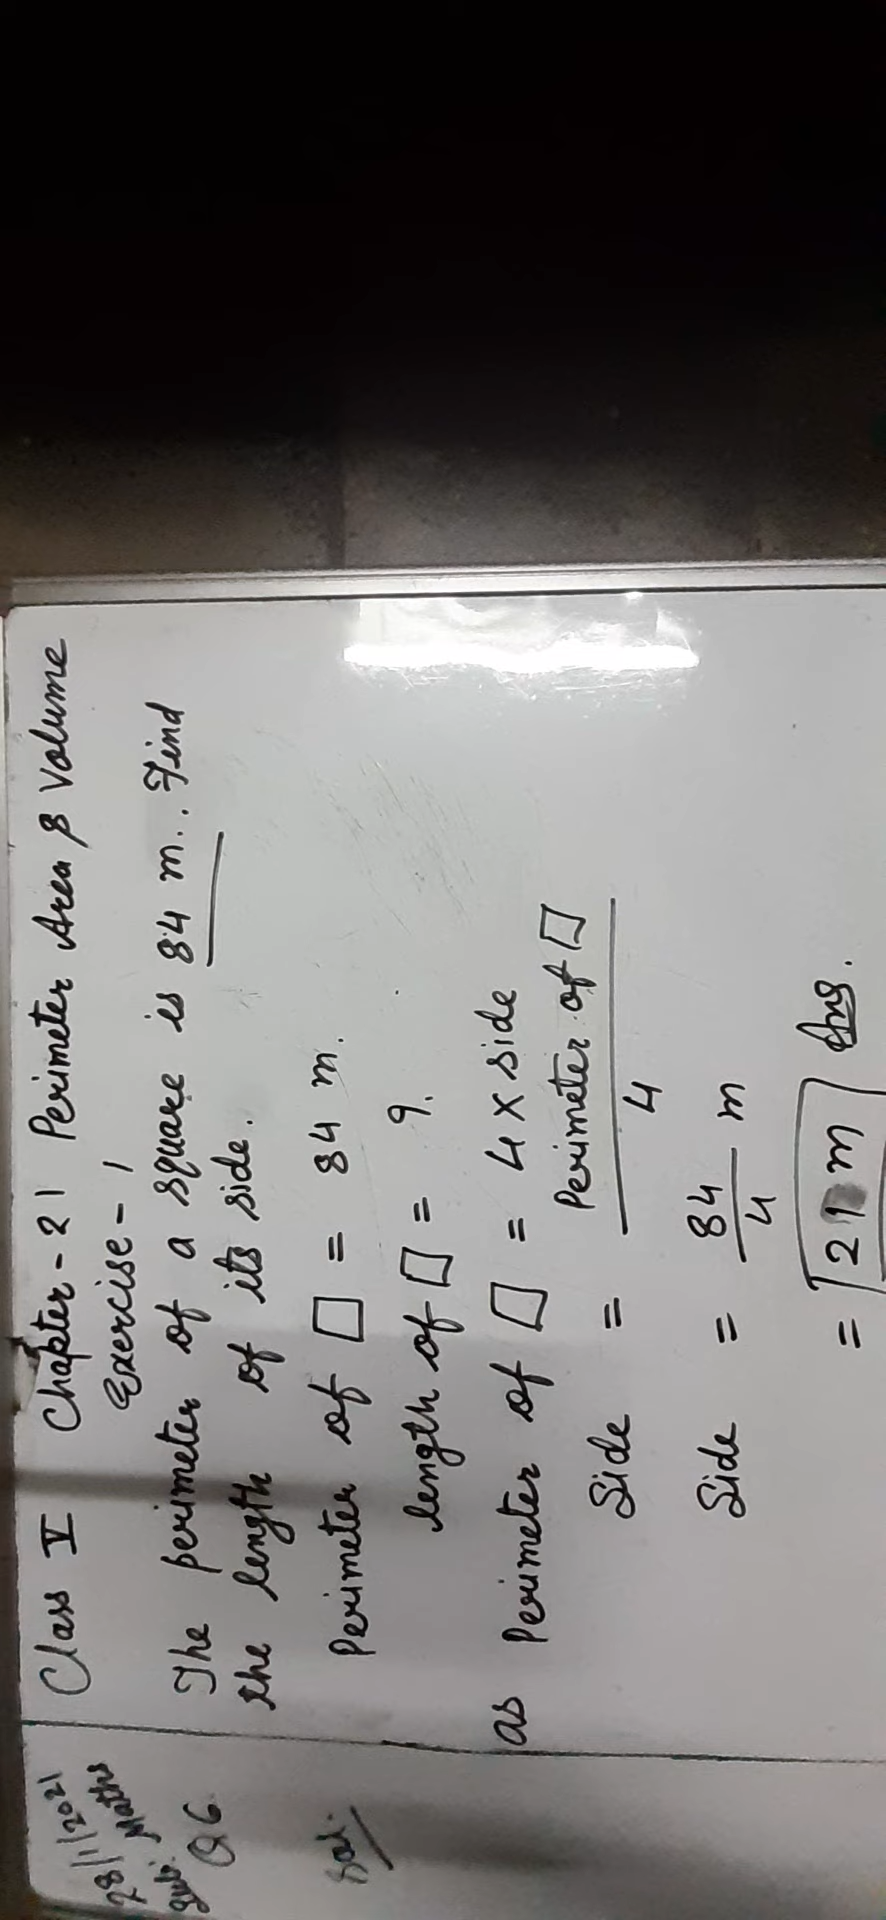 28/1/2021
Sub. Maths
Class V Chapter-21 Perimeter Area & Volume
Exercise-1
Q6. The perimeter of a square is 84 m.. Find
the length of its side.
Sol. Perimeter of □ = 84 m.
length of □ = ?.
as Perimeter of □ = 4 × side
Side = Perimeter of □
4
Side = 84/4 m
= 21 m Ans.